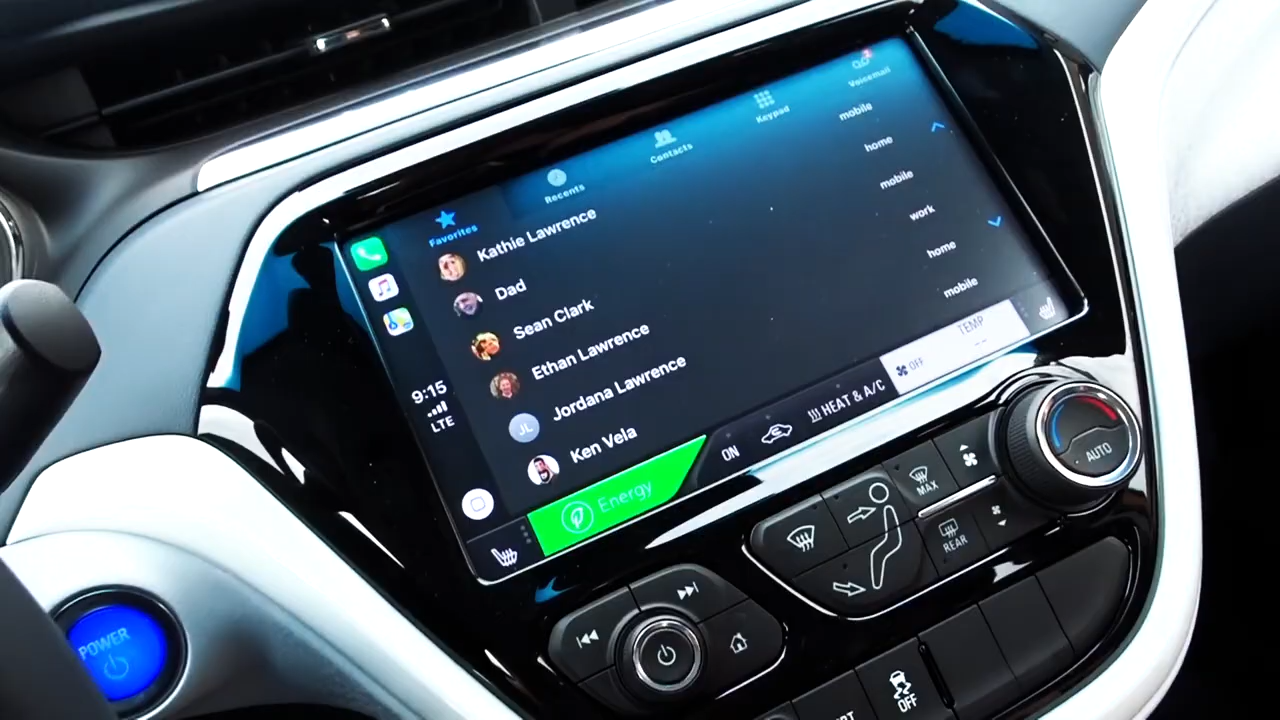 Favorites
Recents
Contacts
Keypad
Voicemail
Kathie Lawrence mobile
Dad home
Sean Clark mobile
Ethan Lawrence work
JL Jordana Lawrence home
Ken Vela mobile
9:15
LTE
Energy
ON
HEAT & A/C
OFF
TEMP
--
AUTO
MAX
REAR
POWER
OFF